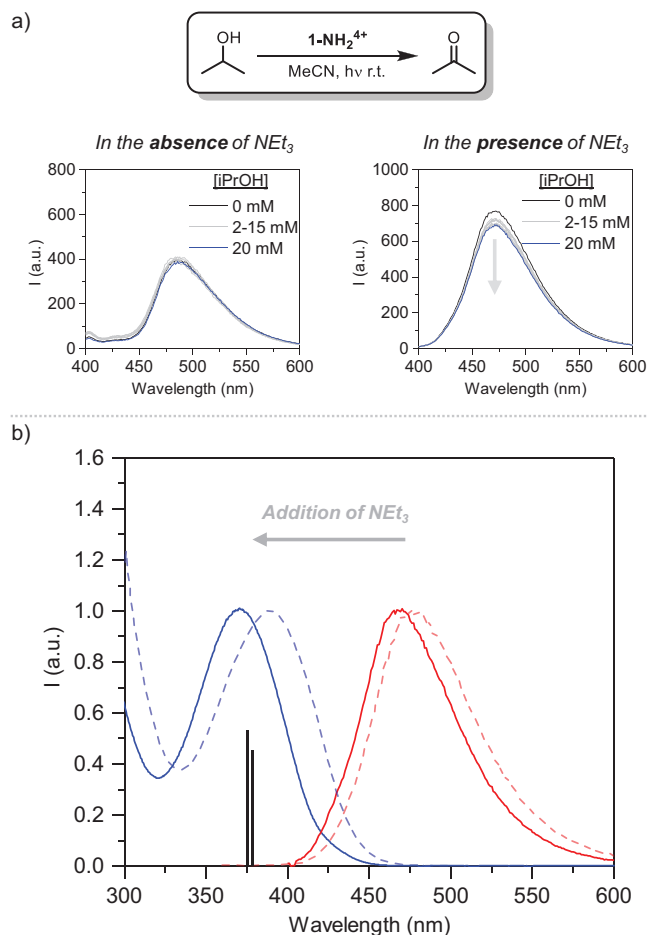 a)
OH
1-NH₂⁴⁺
O
MeCN, hν r.t.
In the absence of NEt₃
In the presence of NEt₃
800
600
400
200
0
I (a.u.)
[iPrOH]
0 mM
2-15 mM
20 mM
400 450 500 550 600
Wavelength (nm)
1000
800
600
400
200
0
I (a.u.)
[iPrOH]
0 mM
2-15 mM
20 mM
400 450 500 550 600
Wavelength (nm)
b)
1.6
1.4
1.2
1.0
0.8
0.6
0.4
0.2
0.0
I (a.u.)
Addition of NEt₃
300 350 400 450 500 550 600
Wavelength (nm)